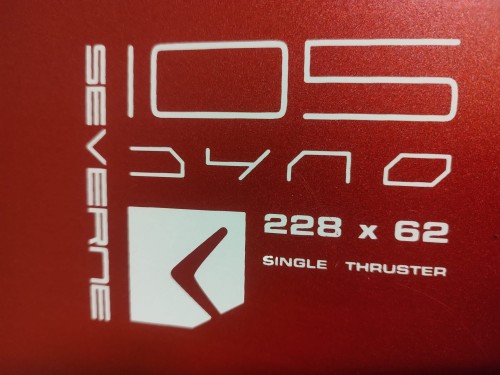 SEVERNE
105
DYNO
228 x 62
SINGLE / THRUSTER